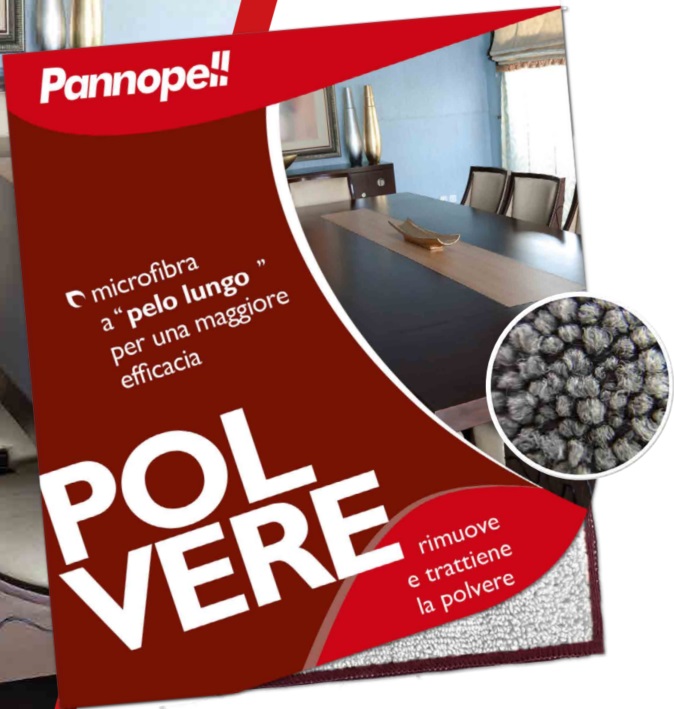 Pannopell
microfibra
a “pelo lungo ”
per una maggiore
efficacia
POL
VERE
rimuove
e trattiene
la polvere